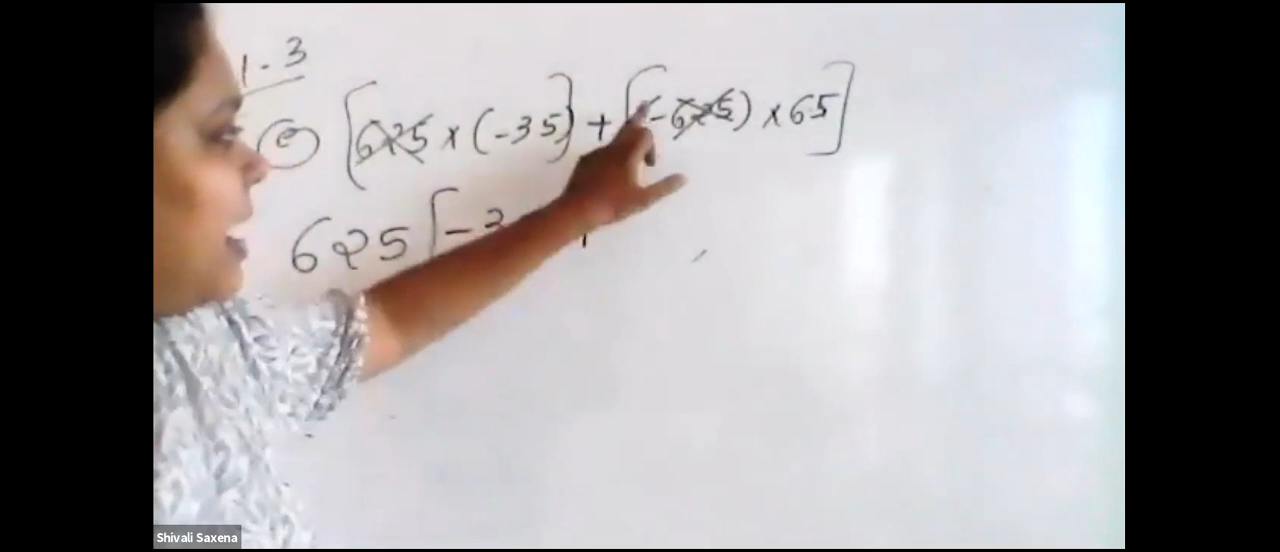 1.3
(e) [625 × (-35] + [(-625) × 65]
625 [-3
Shivali Saxena